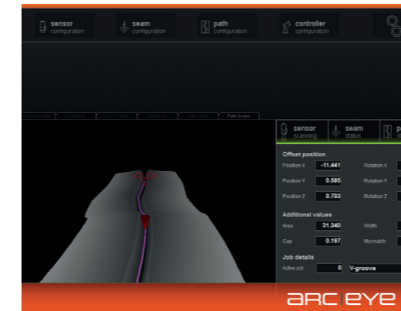 sensor
configuration
seam
configuration
path
configuration
controller
configuration
Path Scope
sensor
scanning
seam
status
p
Offset position
Position X -11.441 Rotation X
Position Y 0.585 Rotation Y
Position Z 0.703 Rotation Z
Additional values
Area 31.340 Width
Gap 0.197 Mismatch
Job details
Active job 0 Y-groove
arc eye